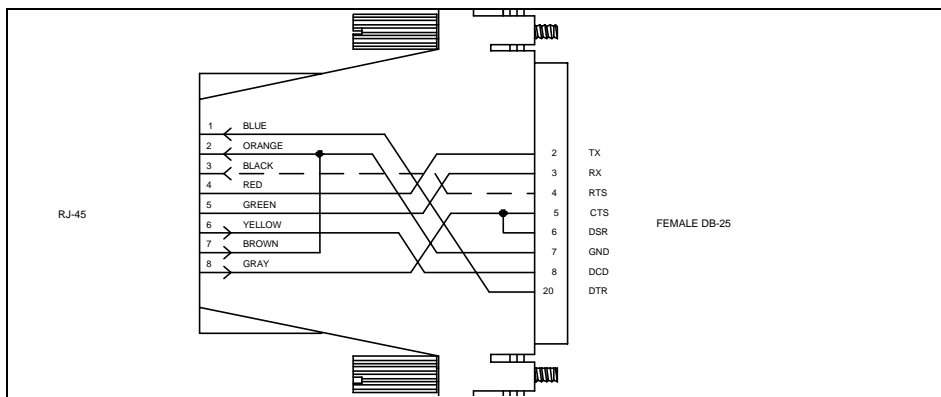 1 BLUE
2 ORANGE
3 BLACK
4 RED
5 GREEN
6 YELLOW
7 BROWN
8 GRAY
RJ-45
2 TX
3 RX
4 RTS
5 CTS
6 DSR
7 GND
8 DCD
20 DTR
FEMALE DB-25